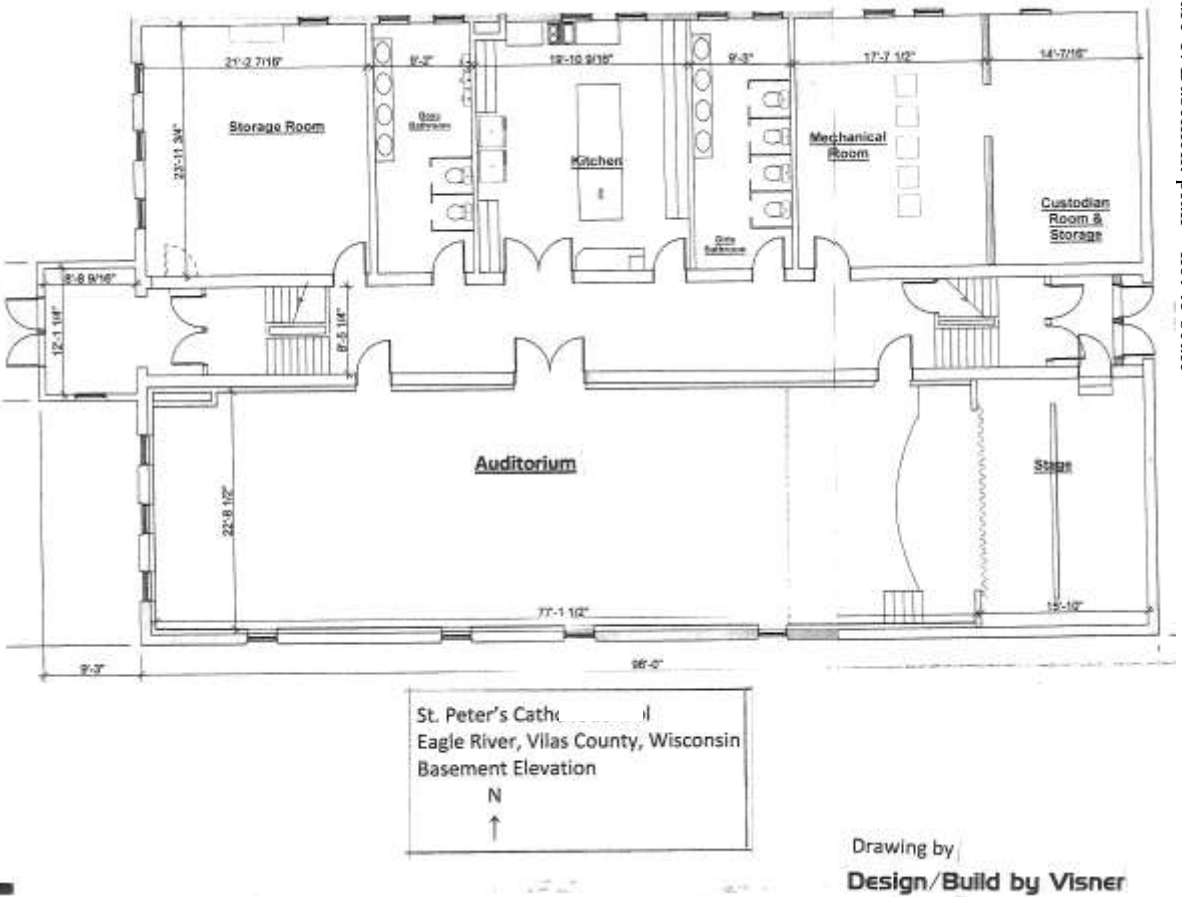 21'-2 7/16"
9'-2"
19'-10 9/16"
9'-3"
17'-7 1/2"
14'-7/16"
Storage Room
23'-11 3/4"
Boys
Bathroom
Kitchen
Mechanical
Room
Custodian
Room &
Storage
Girls
Bathroom
8'-8 9/16"
12'-1 1/4"
8'-5 1/4"
Auditorium
Stage
22'-8 1/2"
77'-1 1/2"
15'-10"
9'-3"
St. Peter's Cath
Eagle River, Vilas County, Wisconsin
Basement Elevation
N
Drawing by
Design/Build by Visner